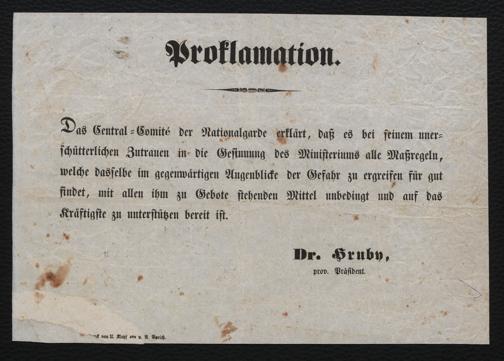 Proklamation.
Das Central=Comité der Nationalgarde erklärt, daß es bei seinem uner-
schütterlichen Zutrauen in die Gesinnung des Ministeriums alle Maßregeln,
welche dasselbe im gegenwärtigen Augenblicke der Gefahr zu ergreifen für gut
findet, mit allen ihm zu Gebote stehenden Mittel unbedingt und auf das
Kräftigste zu unterstützen bereit ist.
Dr. Hruby,
prov. Präsident.
von U. Klopf